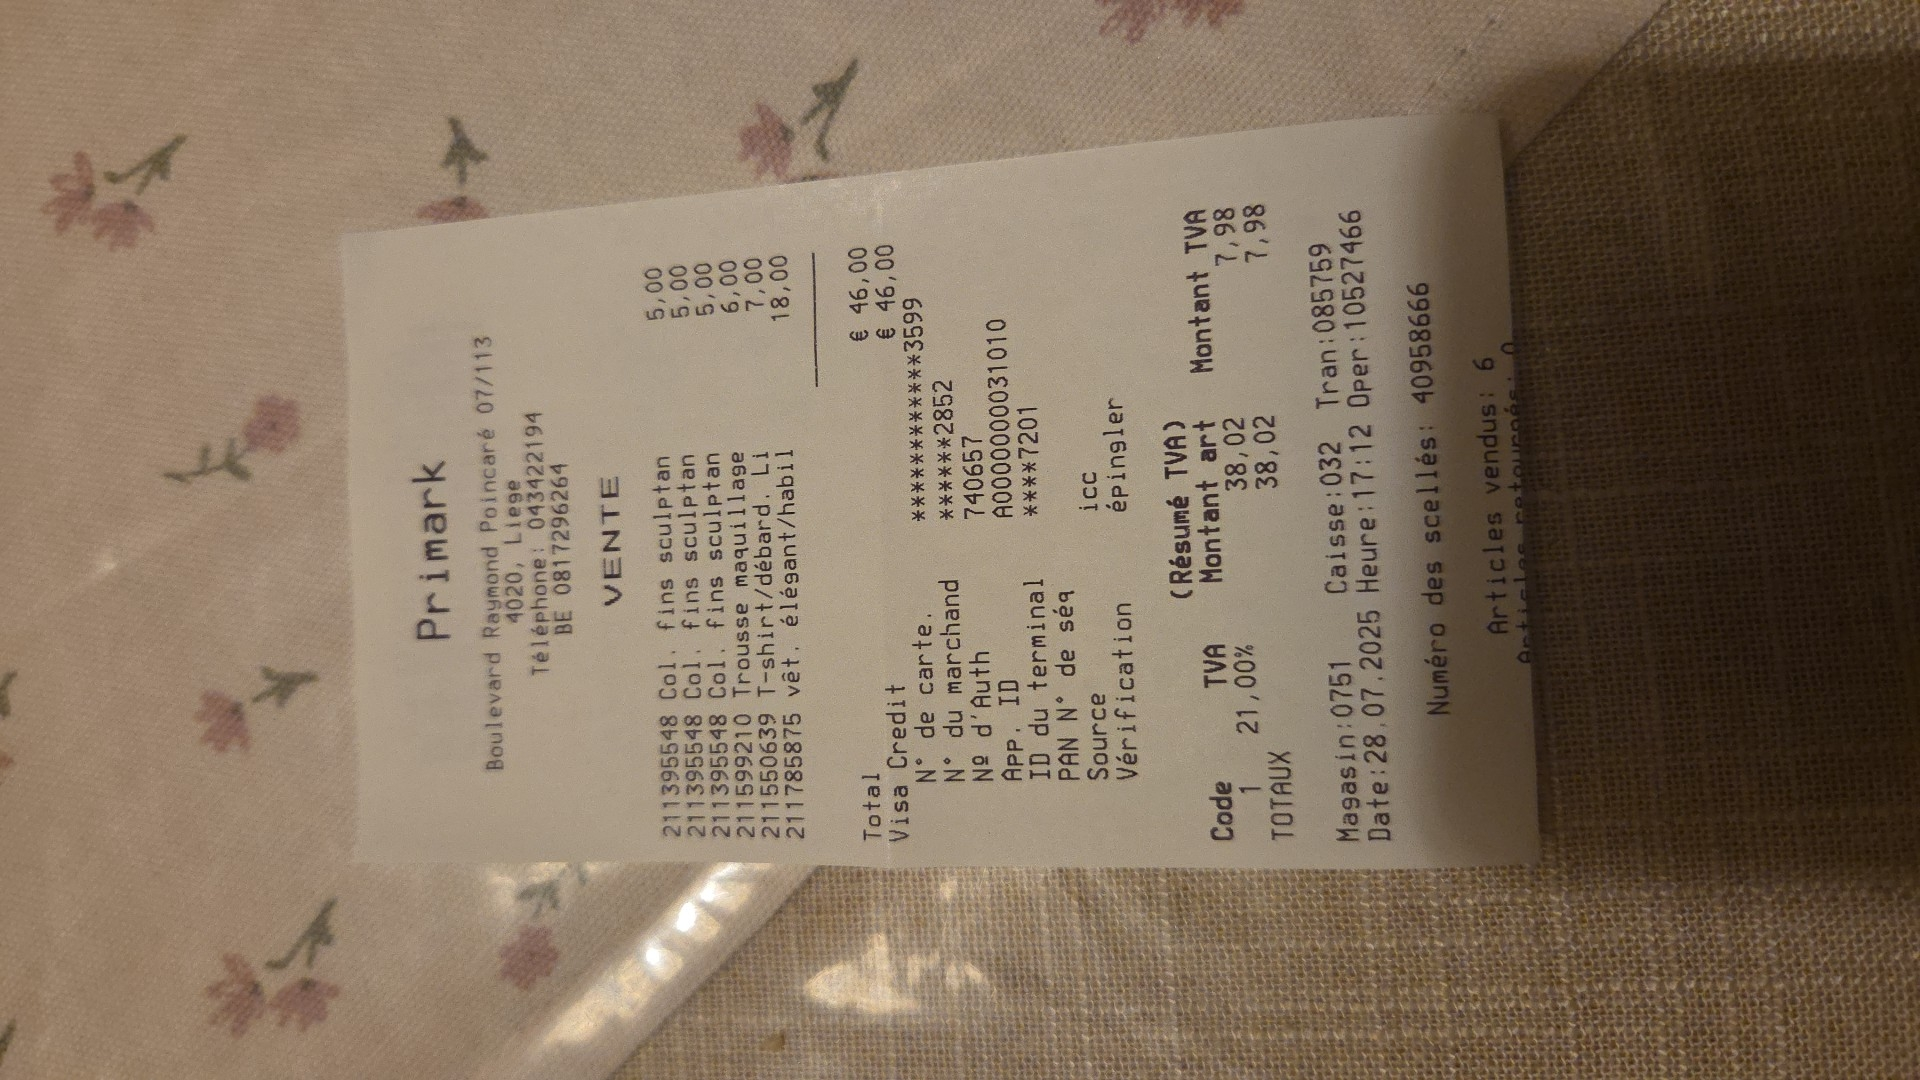 Primark
Boulevard Raymond Poincaré 07/113
4020, Liege
Téléphone: 043422194
BE 0817296264
VENTE
211395548 Col. fins sculptan 5,00
211395548 Col. fins sculptan 5,00
211395548 Col. fins sculptan 5,00
211599210 Trousse maquillage 6,00
211550639 T-shirt/débard. Li 7,00
211785875 vêt. élégant/habil 18,00
Total € 46,00
Visa Credit € 46,00
N° de carte. ************3599
N° du marchand ******2852
Nº d'Auth 740657
App. ID A0000000031010
ID du terminal ****7201
PAN N° de séq
Source icc
Vérification épingler
(Résumé TVA)
Code TVA Montant art Montant TVA
1 21,00% 38,02 7,98
TOTAUX 38,02 7,98
Magasin:0751 Caisse:032 Tran:085759
Date:28.07.2025 Heure:17:12 Oper:10527466
Numéro des scellés: 40958666
Articles vendus: 6
Articles retournés: 0